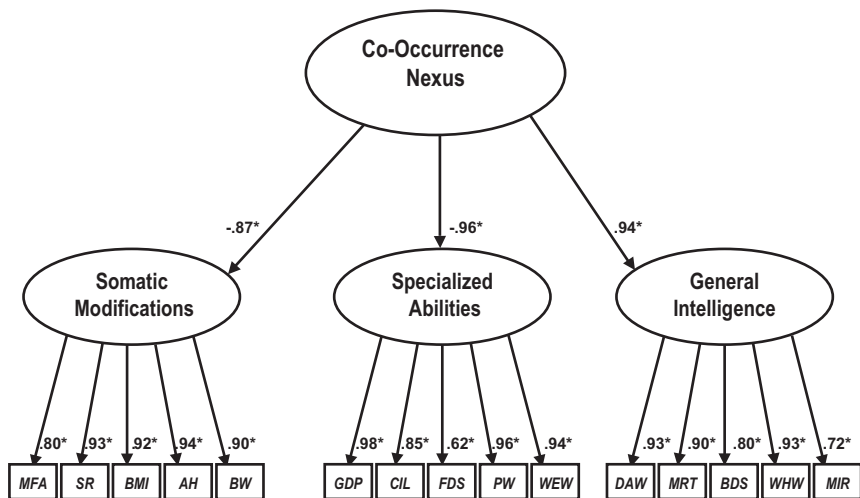 Co-Occurrence
Nexus
-.87*
-.96*
.94*
Somatic
Modifications
Specialized
Abilities
General
Intelligence
.80* .93* .92* .94* .90*
.98* .85* .62* .96* .94*
.93* .90* .80* .93* .72*
MFA SR BMI AH BW
GDP CIL FDS PW WEW
DAW MRT BDS WHW MIR